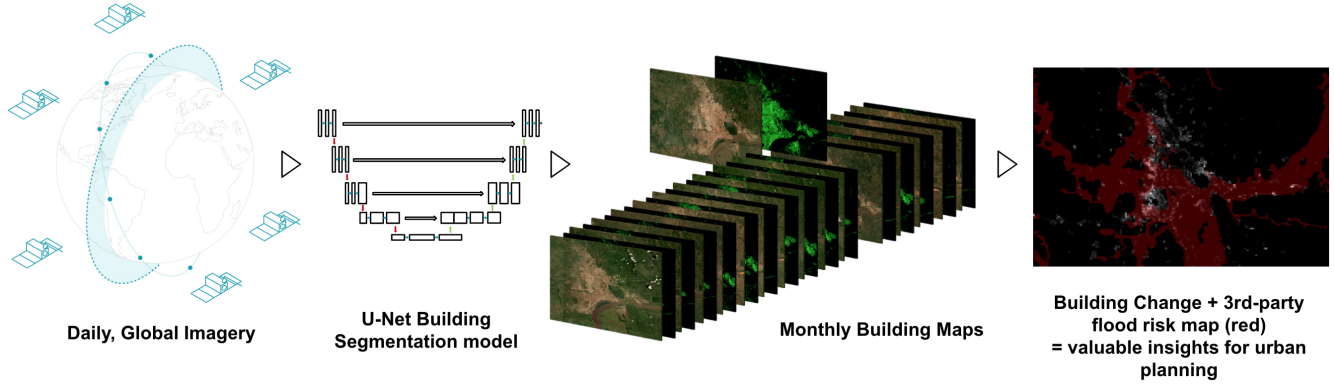 Daily, Global Imagery
U-Net Building
Segmentation model
Monthly Building Maps
Building Change + 3rd-party
flood risk map (red)
= valuable insights for urban
planning